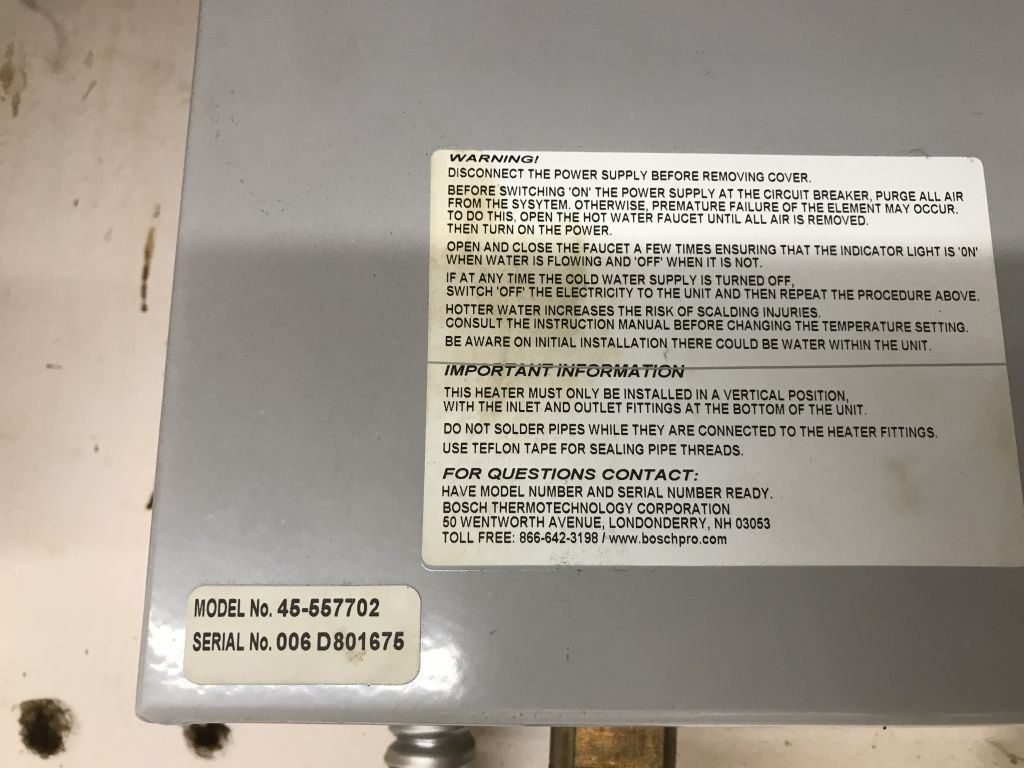 WARNING!
DISCONNECT THE POWER SUPPLY BEFORE REMOVING COVER.
BEFORE SWITCHING 'ON' THE POWER SUPPLY AT THE CIRCUIT BREAKER, PURGE ALL AIR
FROM THE SYSYTEM. OTHERWISE, PREMATURE FAILURE OF THE ELEMENT MAY OCCUR.
TO DO THIS, OPEN THE HOT WATER FAUCET UNTIL ALL AIR IS REMOVED.
THEN TURN ON THE POWER.
OPEN AND CLOSE THE FAUCET A FEW TIMES ENSURING THAT THE INDICATOR LIGHT IS 'ON'
WHEN WATER IS FLOWING AND 'OFF' WHEN IT IS NOT.
IF AT ANY TIME THE COLD WATER SUPPLY IS TURNED OFF,
SWITCH 'OFF' THE ELECTRICITY TO THE UNIT AND THEN REPEAT THE PROCEDURE ABOVE.
HOTTER WATER INCREASES THE RISK OF SCALDING INJURIES.
CONSULT THE INSTRUCTION MANUAL BEFORE CHANGING THE TEMPERATURE SETTING.
BE AWARE ON INITIAL INSTALLATION THERE COULD BE WATER WITHIN THE UNIT.
IMPORTANT INFORMATION
THIS HEATER MUST ONLY BE INSTALLED IN A VERTICAL POSITION,
WITH THE INLET AND OUTLET FITTINGS AT THE BOTTOM OF THE UNIT.
DO NOT SOLDER PIPES WHILE THEY ARE CONNECTED TO THE HEATER FITTINGS.
USE TEFLON TAPE FOR SEALING PIPE THREADS.
FOR QUESTIONS CONTACT:
HAVE MODEL NUMBER AND SERIAL NUMBER READY.
BOSCH THERMOTECHNOLOGY CORPORATION
50 WENTWORTH AVENUE, LONDONDERRY, NH 03053
TOLL FREE: 866-642-3198 / www.boschpro.com
MODEL No. 45-557702
SERIAL No. 006 D801675